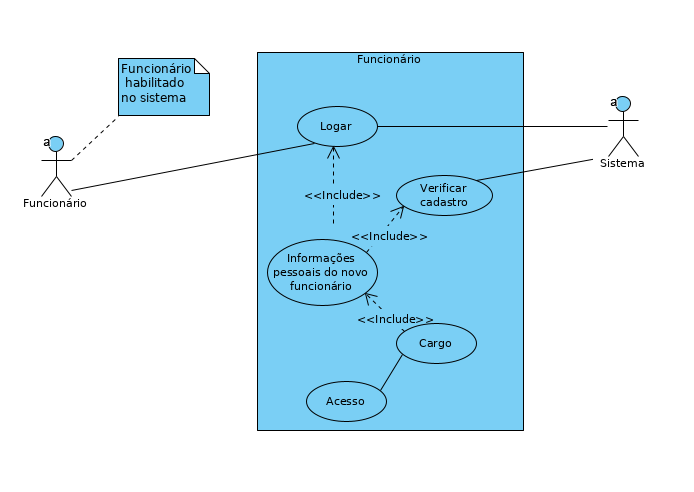 Funcionário
habilitado
no sistema
a
Funcionário
Funcionário
Logar
a
Sistema
<<Include>>
Verificar
cadastro
<<Include>>
Informações
pessoais do novo
funcionário
<<Include>>
Cargo
Acesso